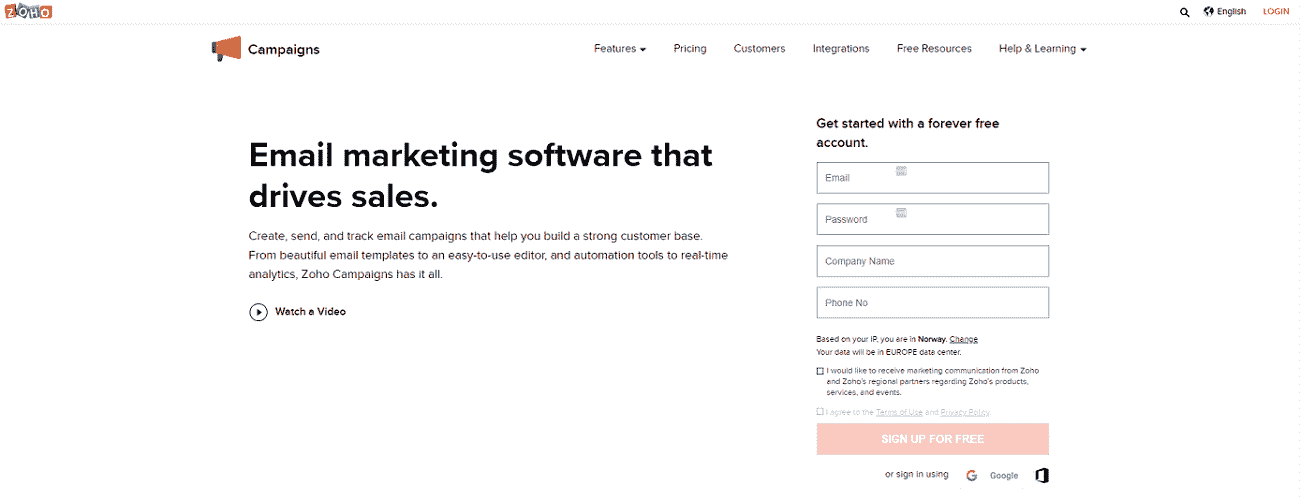 ZOHO
English
LOGIN
Campaigns
Features
Pricing
Customers
Integrations
Free Resources
Help & Learning
Email marketing software that
drives sales.
Create, send, and track email campaigns that help you build a strong customer base.
From beautiful email templates to an easy-to-use editor, and automation tools to real-time
analytics, Zoho Campaigns has it all.
Watch a Video
Get started with a forever free
account.
Email
Password
Company Name
Phone No
Based on your IP, you are in Norway. Change
Your data will be in EUROPE data center.
I would like to receive marketing communication from Zoho
and Zoho's regional partners regarding Zoho's products,
services, and events.
I agree to the Terms of Use and Privacy Policy.
SIGN UP FOR FREE
or sign in using
Google